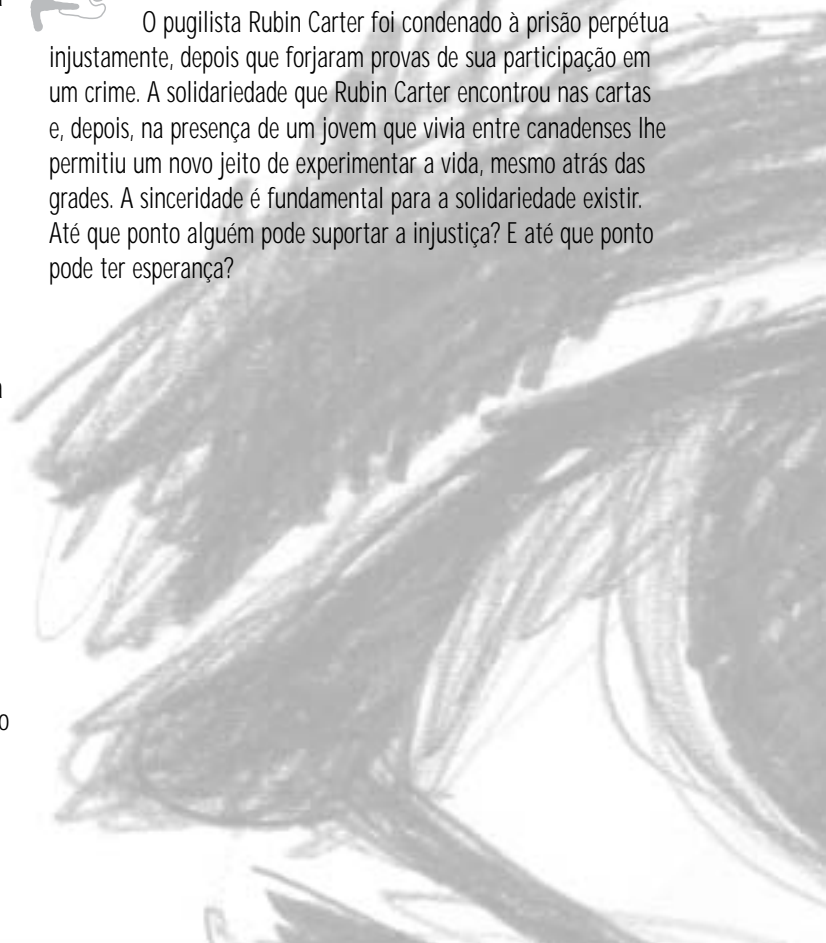 O pugilista Rubin Carter foi condenado à prisão perpétua
injustamente, depois que forjaram provas de sua participação em
um crime. A solidariedade que Rubin Carter encontrou nas cartas
e, depois, na presença de um jovem que vivia entre canadenses lhe
permitiu um novo jeito de experimentar a vida, mesmo atrás das
grades. A sinceridade é fundamental para a solidariedade existir.
Até que ponto alguém pode suportar a injustiça? E até que ponto
pode ter esperança?